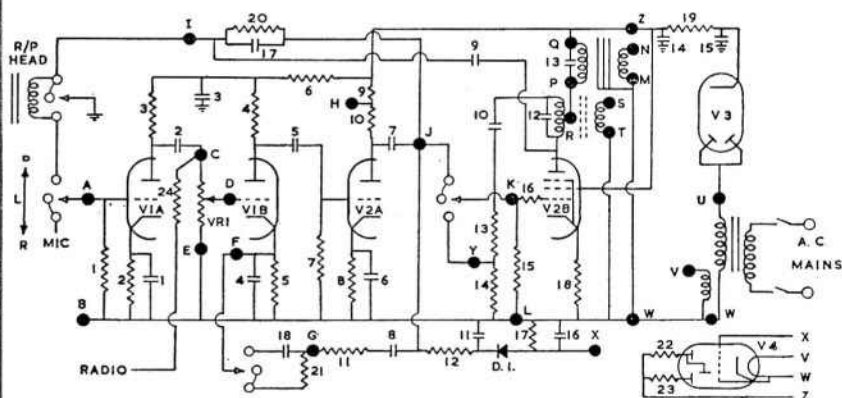 20
Z
19
I
R/P
HEAD
17
Q
N
14
15
9
13
M
6
P
9
3
3
4
H
10
10
12
S
R
T
V3
2
5
7
J
C
A
D
K
16
U
24
V1A
V1B
V2A
V2B
P
L
R
MIC
VR1
13
E
F
Y
V
A.C.
MAINS
1
2
1
4
5
7
8
6
14
15
18
B
L
W
W
18
G
8
11
17
16
X
V4
X
22
V
RADIO
21
11
12
D.I.
23
W
Z